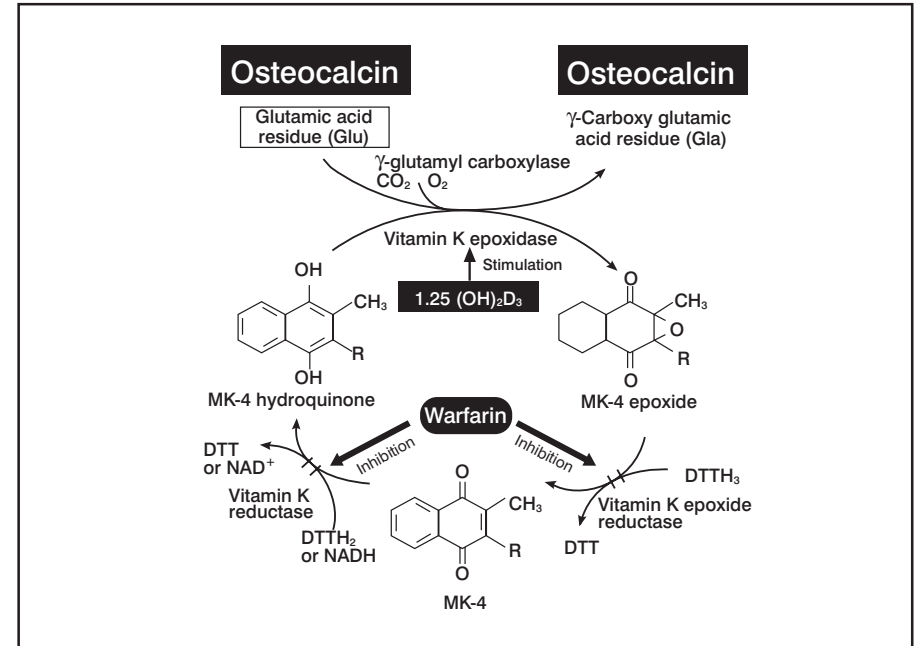 Osteocalcin
Osteocalcin
Glutamic acid
residue (Glu)
γ-Carboxy glutamic
acid residue (Gla)
γ-glutamyl carboxylase
CO₂ O₂
Vitamin K epoxidase
Stimulation
1.25 (OH)₂D₃
OH
CH₃
R
OH
MK-4 hydroquinone
O
CH₃
O
R
O
MK-4 epoxide
Warfarin
Inhibition
Inhibition
DTT
or NAD⁺
Vitamin K
reductase
DTTH₂
or NADH
DTTH₃
Vitamin K epoxide
reductase
DTT
O
CH₃
R
O
MK-4